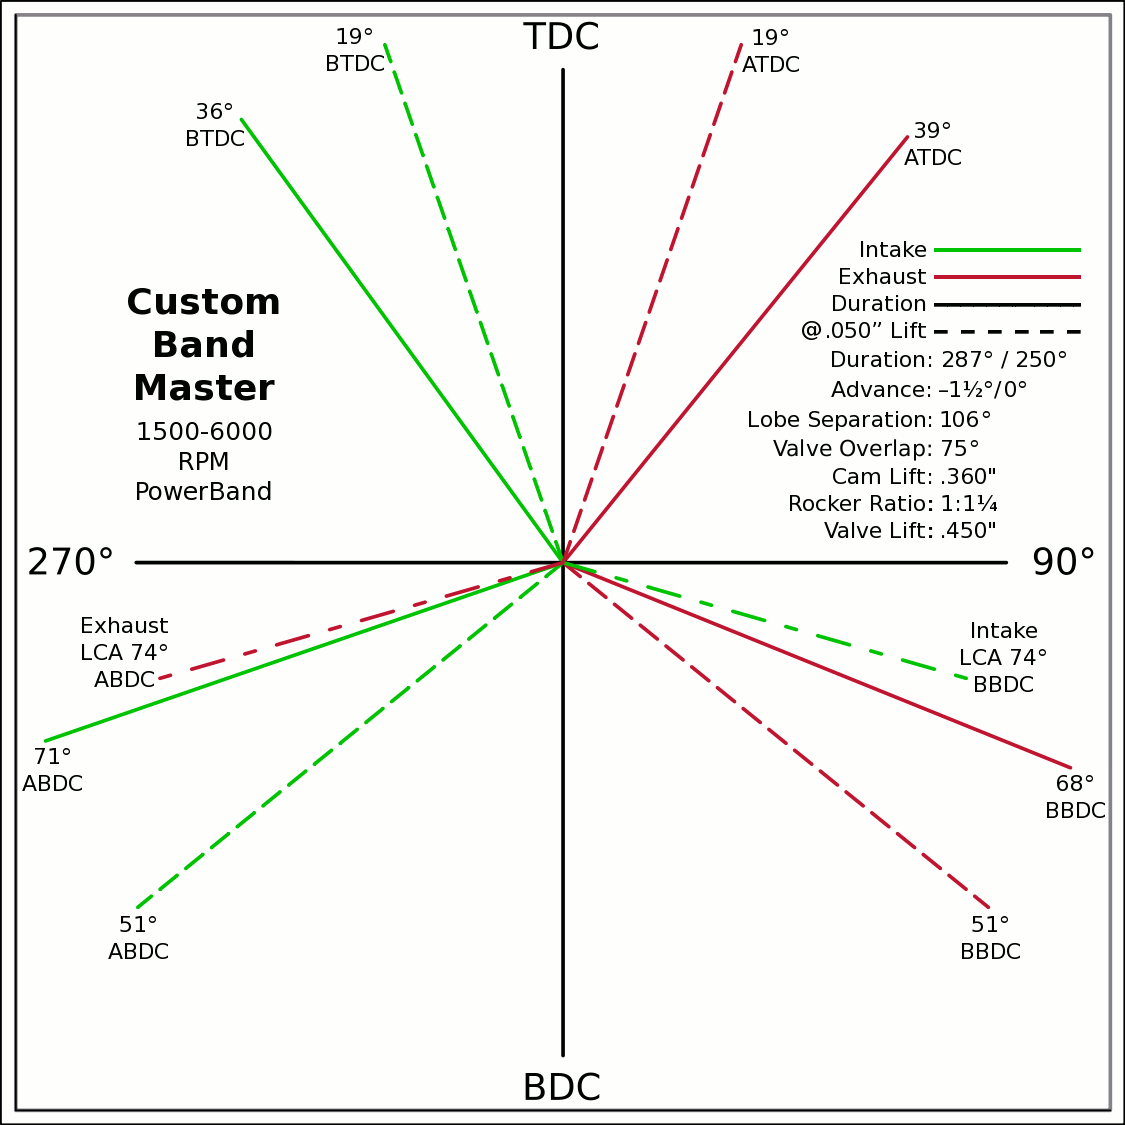 TDC
19°
BTDC
19°
ATDC
36°
BTDC
39°
ATDC
Custom
Band
Master
1500-6000
RPM
PowerBand
Intake
Exhaust
Duration
@.050” Lift
Duration: 287° / 250°
Advance: –1½°/0°
Lobe Separation: 106°
Valve Overlap: 75°
Cam Lift: .360"
Rocker Ratio: 1:1¼
Valve Lift: .450"
270°
90°
Exhaust
LCA 74°
ABDC
Intake
LCA 74°
BBDC
71°
ABDC
68°
BBDC
51°
ABDC
51°
BBDC
BDC